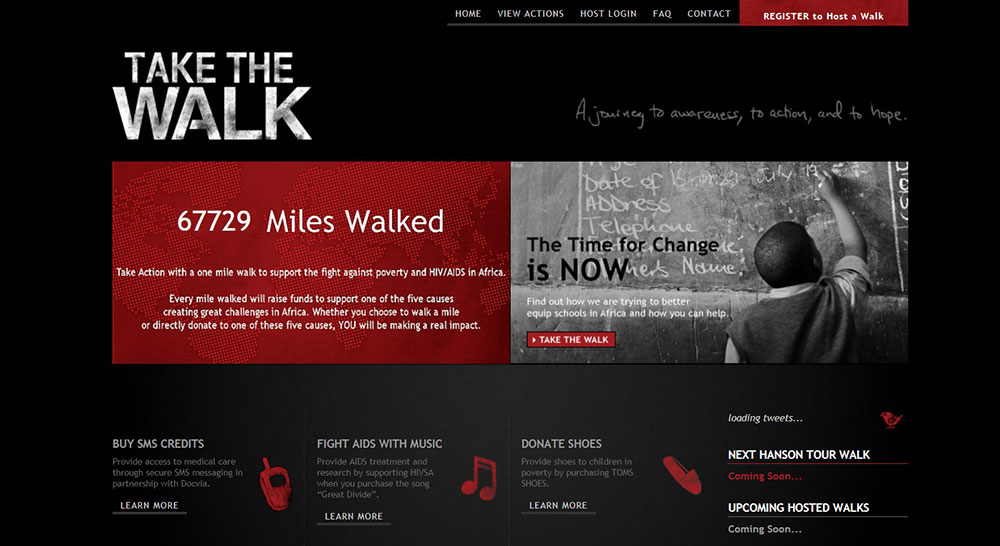 HOME VIEW ACTIONS HOST LOGIN FAQ CONTACT REGISTER to Host a Walk
TAKE THE
WALK
A journey to awareness, to action, and to hope.
67729 Miles Walked
Take Action with a one mile walk to support the fight against poverty and HIV/AIDS in Africa.
Every mile walked will raise funds to support one of the five causes
creating great challenges in Africa. Whether you choose to walk a mile
or directly donate to one of these five causes, YOU will be making a real impact.
Date of July
ADDRESS
Telephone
Name:
The Time for Change
is NOW
Find out how we are trying to better
equip schools in Africa and how you can help.
TAKE THE WALK
BUY SMS CREDITS
Provide access to medical care
through secure SMS messaging in
partnership with Docvia.
LEARN MORE
FIGHT AIDS WITH MUSIC
Provide AIDS treatment and
research by supporting HIVSA
when you purchase the song
“Great Divide”.
LEARN MORE
DONATE SHOES
Provide shoes to children in
poverty by purchasing TOMS
SHOES.
LEARN MORE
loading tweets...
NEXT HANSON TOUR WALK
Coming Soon...
UPCOMING HOSTED WALKS
Coming Soon...